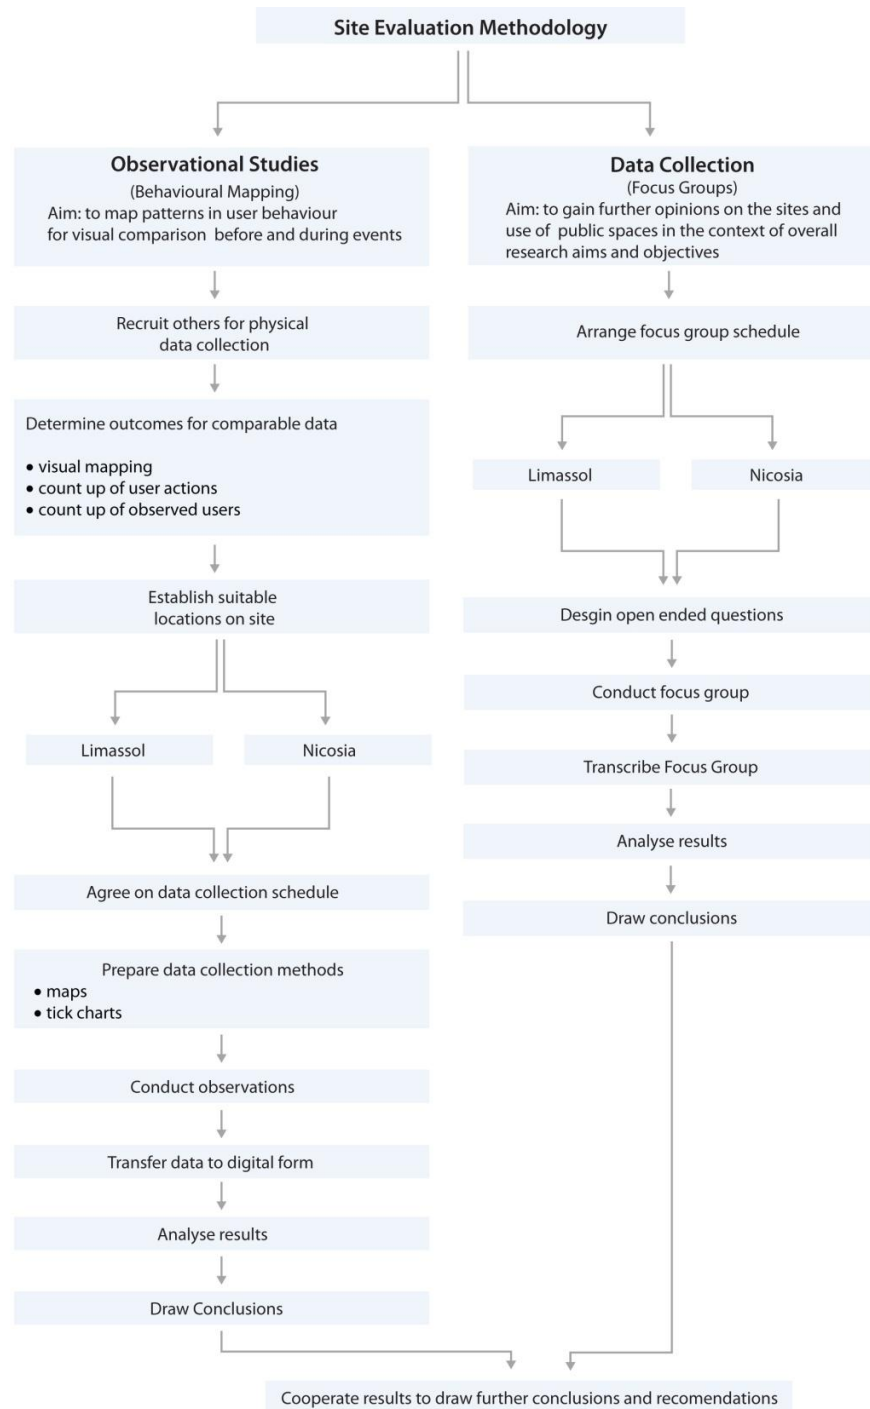 Site Evaluation Methodology
Observational Studies
(Behavioural Mapping)
Aim: to map patterns in user behaviour
for visual comparison before and during events
Recruit others for physical
data collection
Determine outcomes for comparable data
• visual mapping
• count up of user actions
• count up of observed users
Establish suitable
locations on site
Limassol
Nicosia
Agree on data collection schedule
Prepare data collection methods
• maps
• tick charts
Conduct observations
Transfer data to digital form
Analyse results
Draw Conclusions
Data Collection
(Focus Groups)
Aim: to gain further opinions on the sites and
use of public spaces in the context of overall
research aims and objectives
Arrange focus group schedule
Limassol
Nicosia
Desgin open ended questions
Conduct focus group
Transcribe Focus Group
Analyse results
Draw conclusions
Cooperate results to draw further conclusions and recomendations